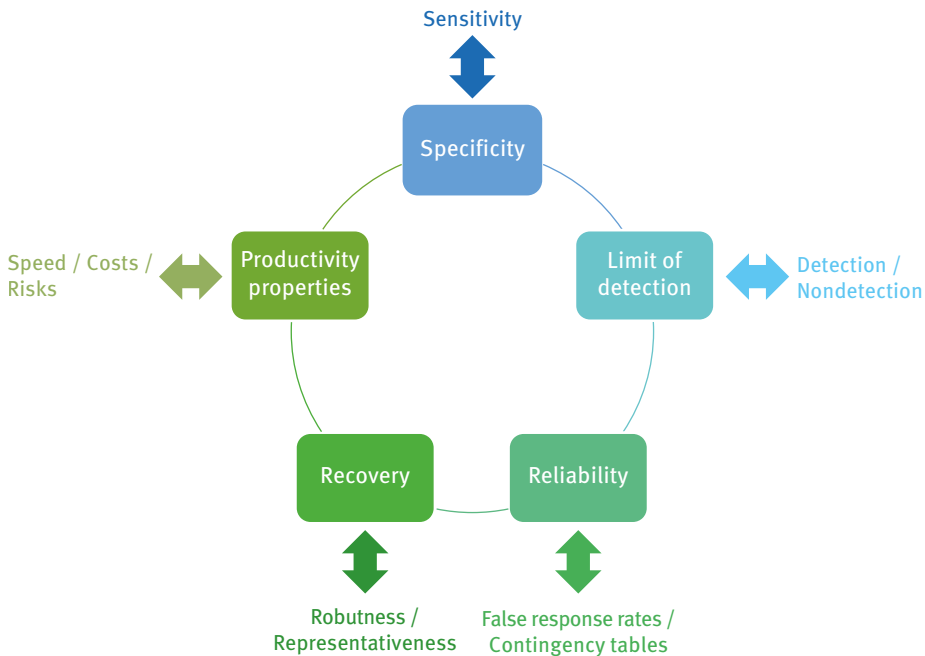 Sensitivity
Specificity
Speed / Costs /
Risks
Productivity
properties
Limit of
detection
Detection /
Nondetection
Recovery
Reliability
Robutness /
Representativeness
False response rates /
Contingency tables